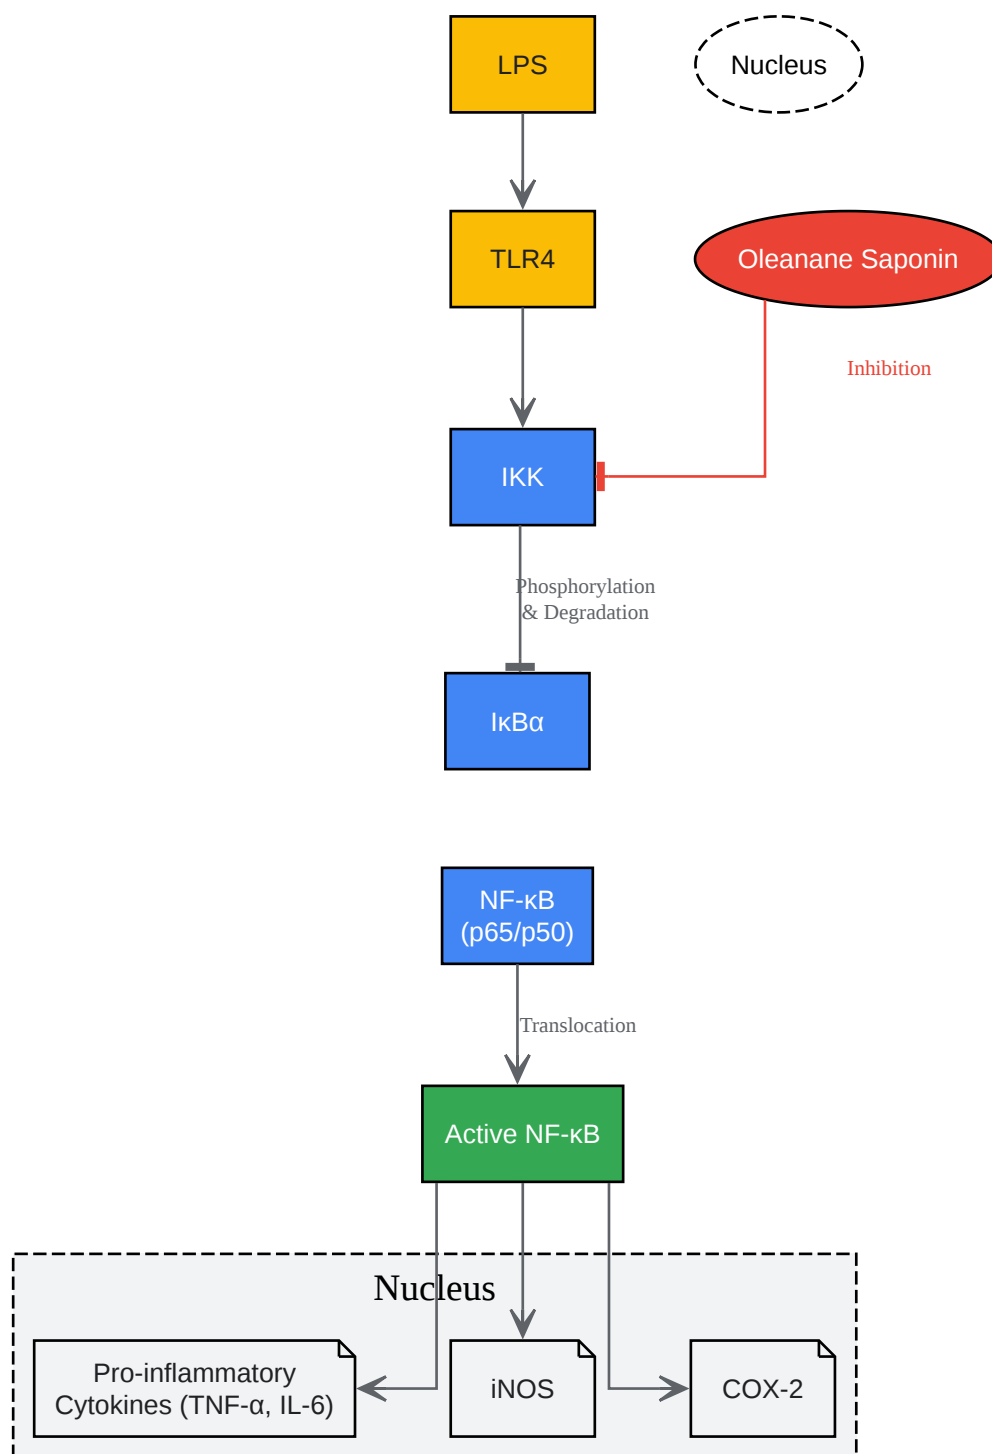 LPS
Nucleus
TLR4
Oleanane Saponin
Inhibition
IKK
Phosphorylation
& Degradation
IκBα
NF-κB
(p65/p50)
Translocation
Active NF-κB
Nucleus
Pro-inflammatory
Cytokines (TNF-α, IL-6)
iNOS
COX-2